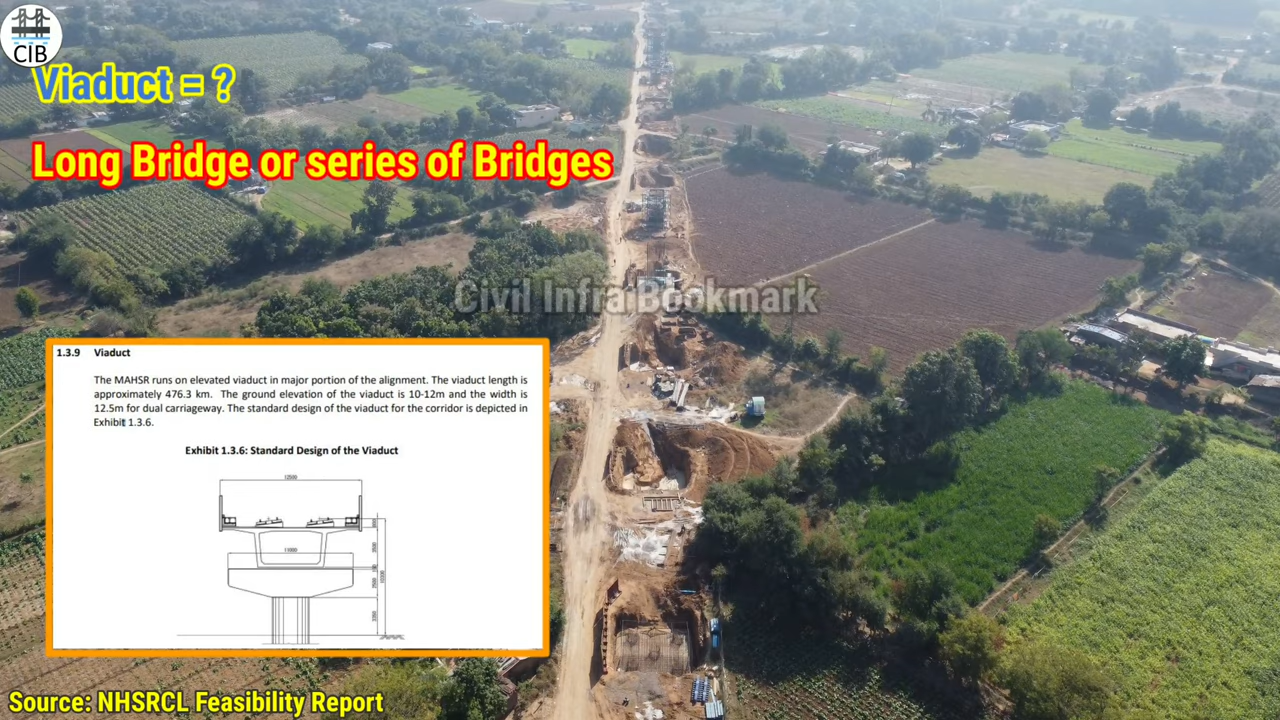 CIB
Viaduct = ?
Long Bridge or series of Bridges
Civil Infra Bookmark
1.3.9 Viaduct
The MAHSR runs on elevated viaduct in major portion of the alignment. The viaduct length is
approximately 476.3 km. The ground elevation of the viaduct is 10-12m and the width is
12.5m for dual carriageway. The standard design of the viaduct for the corridor is depicted in
Exhibit 1.3.6.
Exhibit 1.3.6: Standard Design of the Viaduct
11000
Source: NHSRCL Feasibility Report